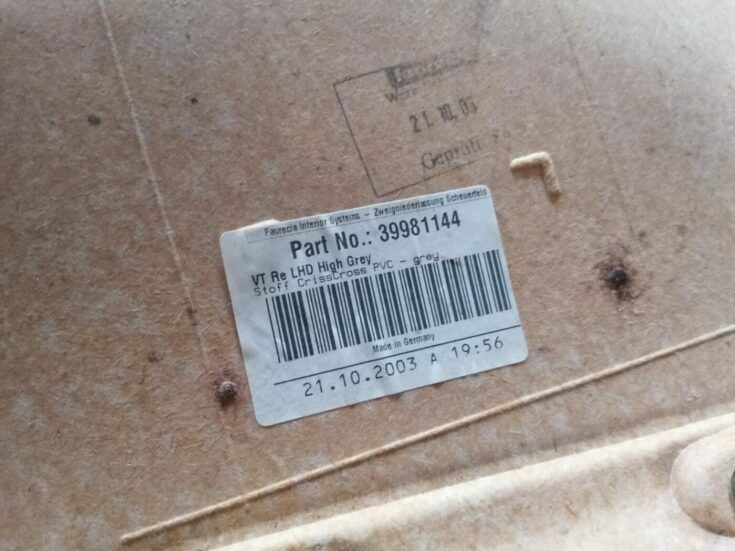 Werk
21.10.03
Geprüft
Faurecia Interior Systems - Zweigniederlassung Scheuerfeld
Part No.: 39981144
VT Re LHD High Grey
Stoff CrissCross PVC - grey
Made in Germany
21.10.2003 A 19:56